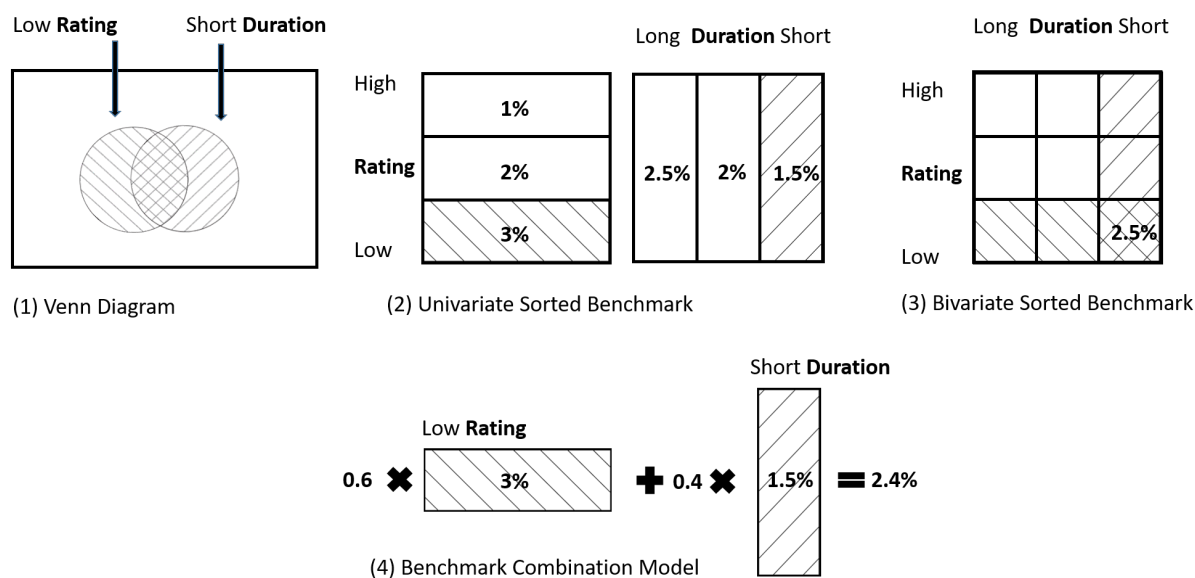 Low Rating
Short Duration
(1) Venn Diagram
Long Duration Short
High
Rating
Low
1%
2%
3%
2.5%
2%
1.5%
(2) Univariate Sorted Benchmark
Long Duration Short
High
Rating
Low
2.5%
(3) Bivariate Sorted Benchmark
Short Duration
Low Rating
0.6 ✖ 3% ➕ 0.4 ✖ 1.5% = 2.4%
(4) Benchmark Combination Model